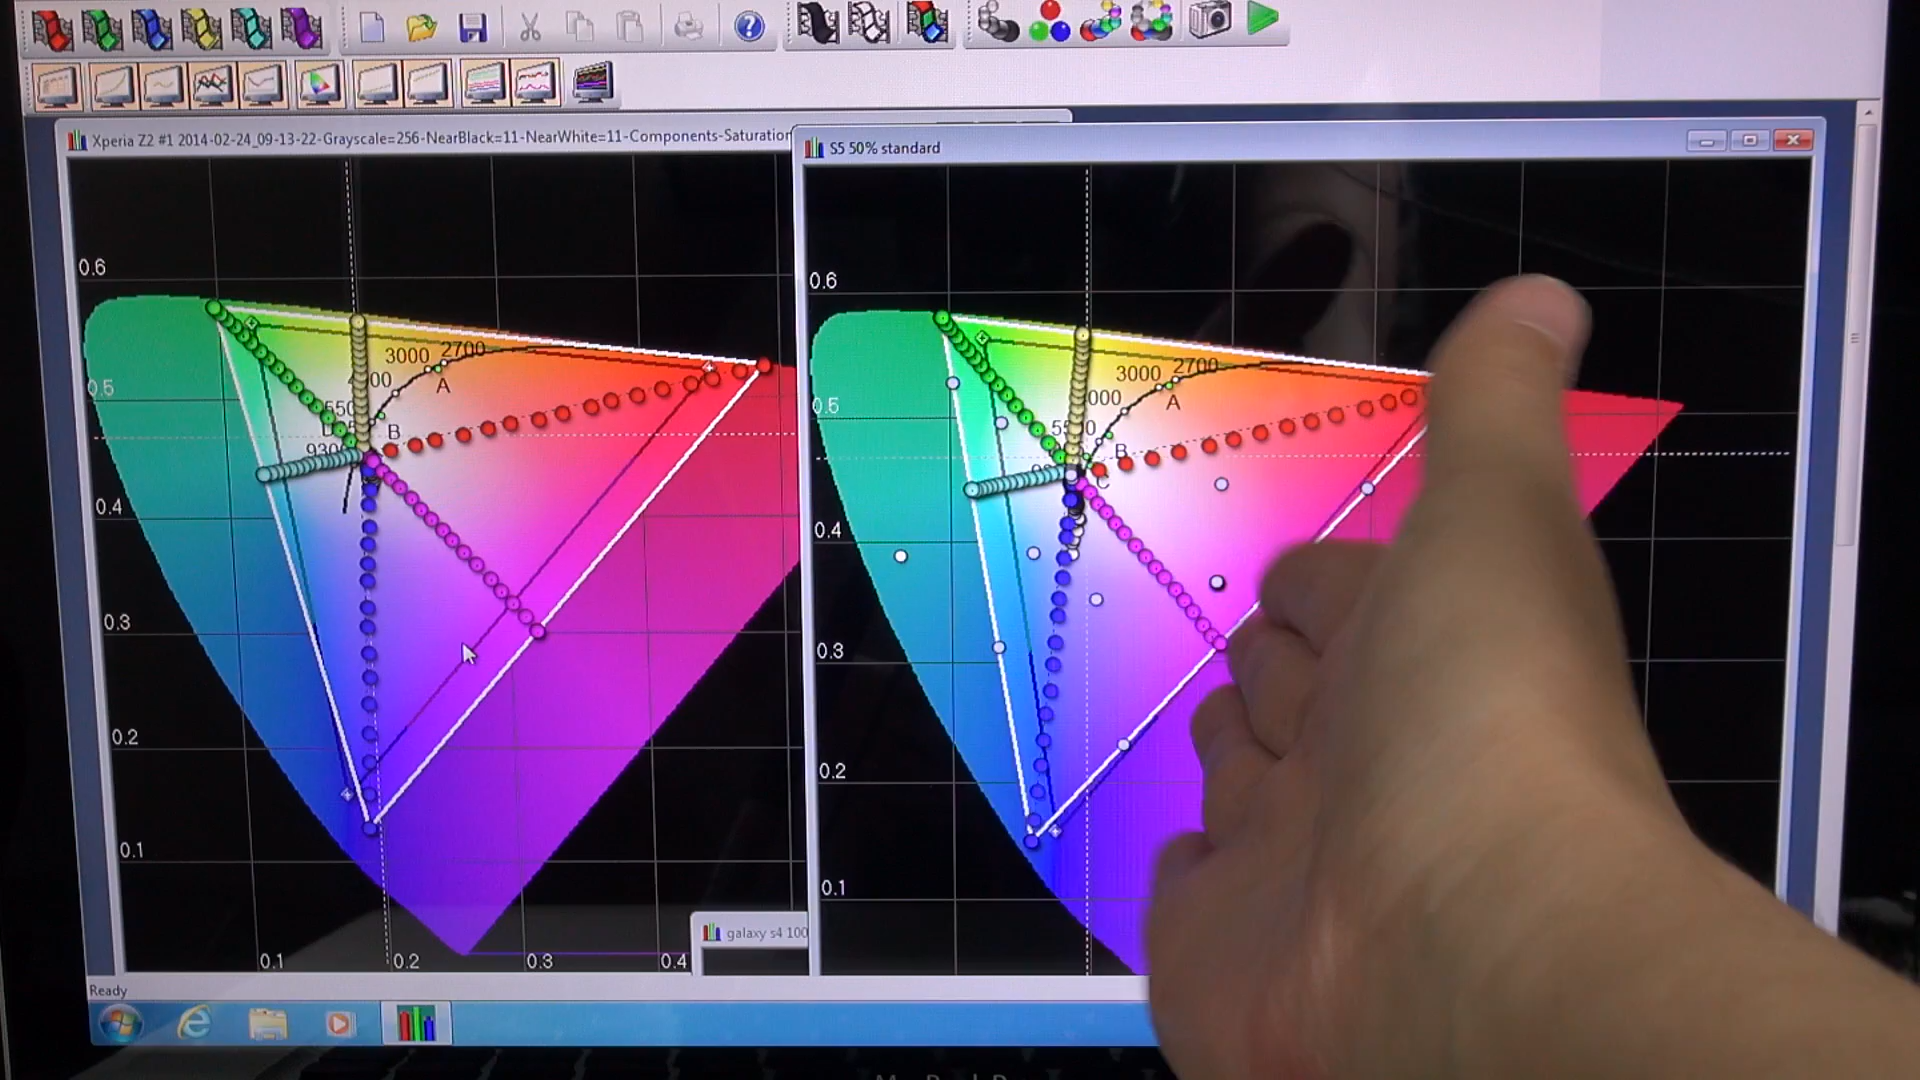 Xperia Z2 #1 2014-02-24_09-13-22-Grayscale=256-NearBlack=11-NearWhite=11-Components-Saturation
0.6
3000 2700
A
0.5
B
0.4
0.3
0.2
0.1
0.1 0.2 0.3 0.4
galaxy s4 100
S5 50% standard
0.6
3000 2700
A
0.5
B
C
0.4
0.3
0.2
0.1
Ready